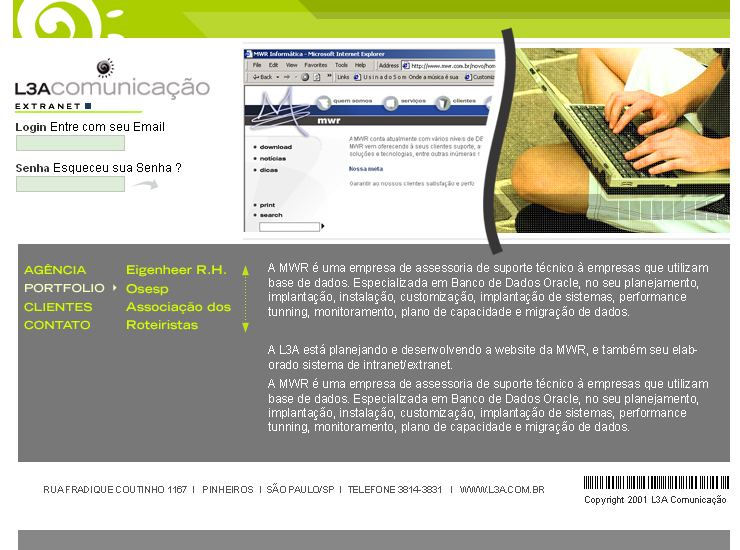 L3Acomunicação
EXTRANET
Login Entre com seu Email
Senha Esqueceu sua Senha ?
MWR Informática - Microsoft Internet Explorer
File Edit View Favorites Tools Help Address http://www.mwr.com.br/novo/hom
Back Links UsinadoSom Onde a música é sua Customiz
quem somos serviços clientes
mwr
download
notícias
dicas
print
search
A MWR conta atualmente com vários níveis de DE
MWR vem oferecendo à seus clientes suporte, a
soluções e tecnologias, entre outras inúmeras s
Nossa meta
Garantir ao nossos clientes satisfação e perfo
AGÊNCIA
PORTFOLIO
CLIENTES
CONTATO
Eigenheer R.H.
Osesp
Associação dos
Roteiristas
A MWR é uma empresa de assessoria de suporte técnico à empresas que utilizam
base de dados. Especializada em Banco de Dados Oracle, no seu planejamento,
implantação, instalação, customização, implantação de sistemas, performance
tunning, monitoramento, plano de capacidade e migração de dados.
A L3A está planejando e desenvolvendo a website da MWR, e também seu elab-
orado sistema de intranet/extranet.
A MWR é uma empresa de assessoria de suporte técnico à empresas que utilizam
base de dados. Especializada em Banco de Dados Oracle, no seu planejamento,
implantação, instalação, customização, implantação de sistemas, performance
tunning, monitoramento, plano de capacidade e migração de dados.
RUA FRADIQUE COUTINHO 1167 I PINHEIROS I SÃO PAULO/SP I TELEFONE 3814-3831 I WWW.L3A.COM.BR
Copyright 2001 L3A Comunicação